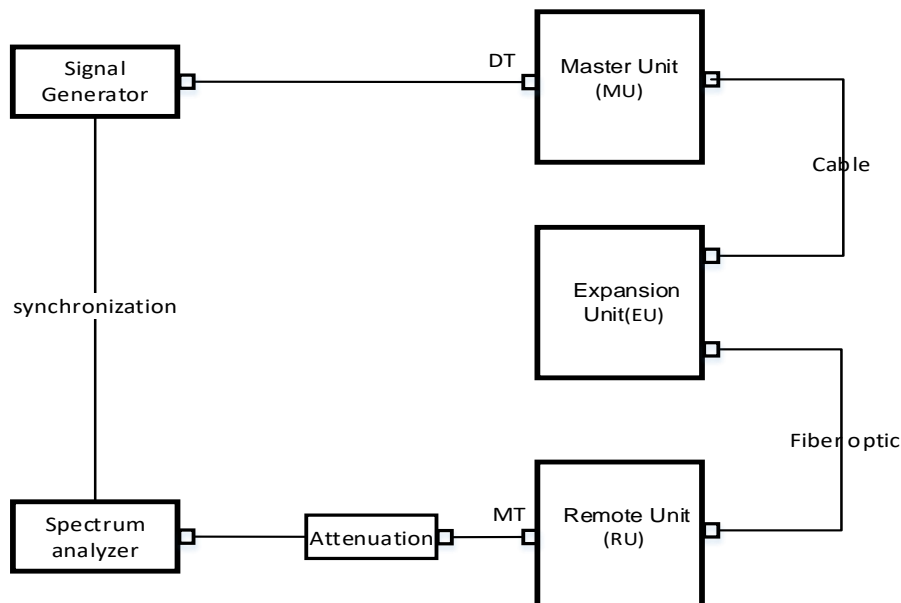 Signal
Generator
DT
Master Unit
(MU)
Cable
synchronization
Expansion
Unit(EU)
Fiber optic
Spectrum
analyzer
Attenuation
MT
Remote Unit
(RU)